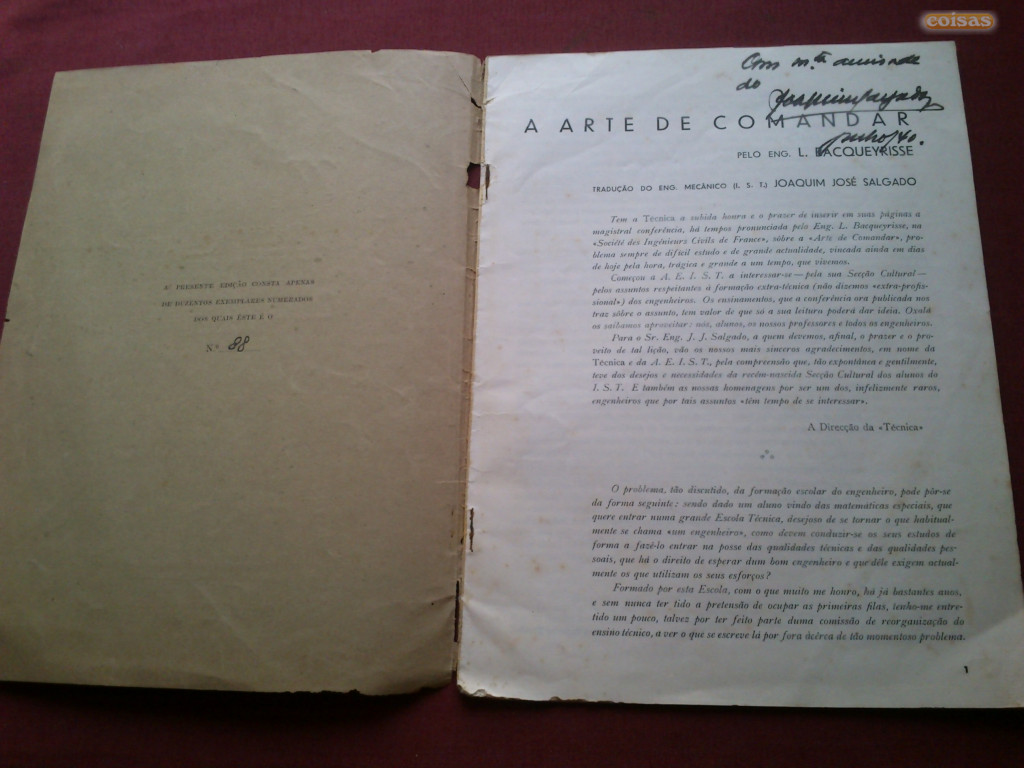 coisas
A PRESENTE EDIÇÃO CONSTA APENAS
DE DUZENTOS EXEMPLARES NUMERADOS
DOS QUAIS ÊSTE É O
N.º 88
Com m.ta amisade
do
Joaquim Salgado
Junho/40.
A ARTE DE COMANDAR
PELO ENG. L. BACQUEYRISSE
TRADUÇÃO DO ENG. MECÂNICO (I. S. T.) JOAQUIM JOSÉ SALGADO
Tem a Técnica a subida honra e o prazer de inserir em suas páginas a
magistral conferência, há tempos pronunciada pelo Eng. L. Bacqueyrisse, na
«Société des Ingénieurs Civils de France», sôbre a «Arte de Comandar», pro-
blema sempre de difícil estudo e de grande actualidade, vincada ainda em dias
de hoje pela hora, trágica e grande a um tempo, que vivemos.
Começou a A. E. I. S. T. a interessar-se — pela sua Secção Cultural —
pelos assuntos respeitantes à formação extra-técnica (não dizemos «extra-profis-
sional») dos engenheiros. Os ensinamentos, que a conferência ora publicada nos
traz sôbre o assunto, tem valor de que só a sua leitura poderá dar ideia. Oxalá
os saibamos aproveitar: nós, alunos, os nossos professores e todos os engenheiros.
Para o Sr. Eng. J. J. Salgado, a quem devemos, afinal, o prazer e o pro-
veito de tal lição, vão os nossos mais sinceros agradecimentos, em nome da
Técnica e da A. E. I. S. T., pela compreensão que, tão expontânea e gentilmente,
teve dos desejos e necessidades da recém-nascida Secção Cultural dos alunos do
I. S. T. E também as nossas homenagens por ser um dos, infelizmente raros,
engenheiros que por tais assuntos «têm tempo de se interessar».
A Direcção da «Técnica»
O problema, tão discutido, da formação escolar do engenheiro, pode pôr-se
da forma seguinte: sendo dado um aluno vindo das matemáticas especiais, que
quere entrar numa grande Escola Técnica, desejoso de se tornar o que habitual-
mente se chama «um engenheiro», como devem conduzir-se os seus estudos de
forma a fazê-lo entrar na posse das qualidades técnicas e das qualidades pes-
soais, que há o direito de esperar dum bom engenheiro e que dêle exigem actual-
mente os que utilizam os seus esforços?
Formado por esta Escola, com o que muito me honro, há já bastantes anos,
e sem nunca ter tido a pretensão de ocupar as primeiras filas, tenho-me entre-
tido um pouco, talvez por ter feito parte duma comissão de reorganização do
ensino técnico, a ver o que se escreve lá por fora àcerca de tão momentoso problema.
1